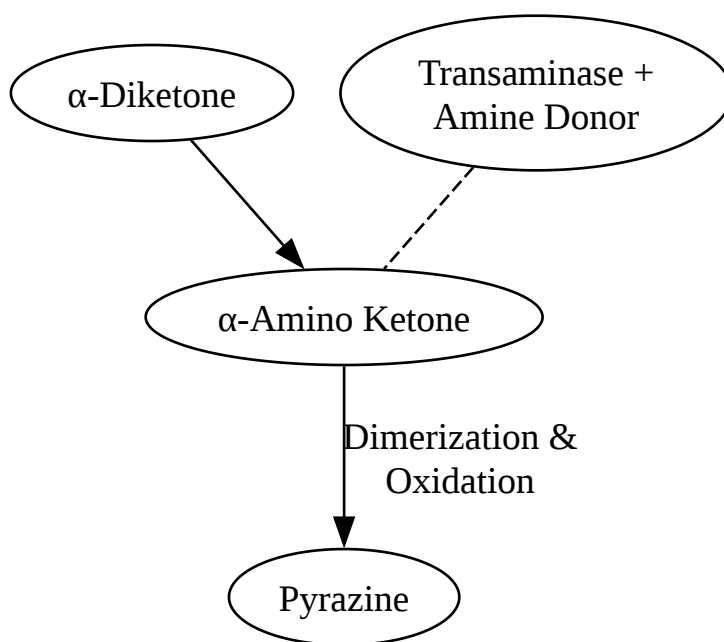 α-Diketone
Transaminase +
Amine Donor
α-Amino Ketone
Dimerization &
Oxidation
Pyrazine